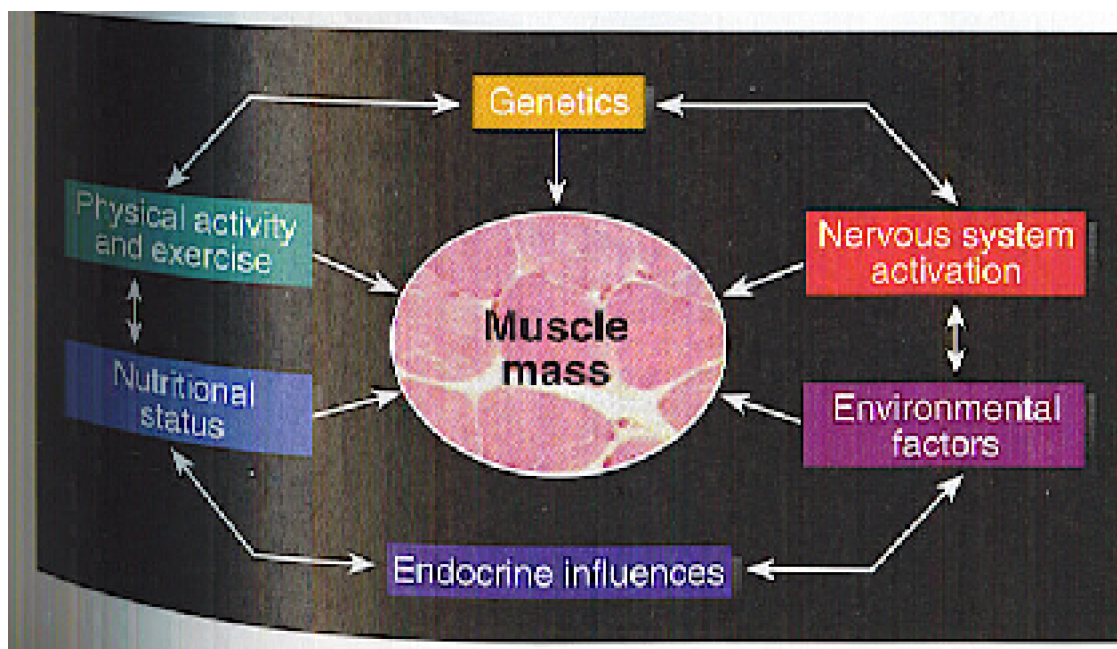 Genetics
Physical activity
and exercise
Nervous system
activation
Muscle
mass
Nutritional
status
Environmental
factors
Endocrine influences